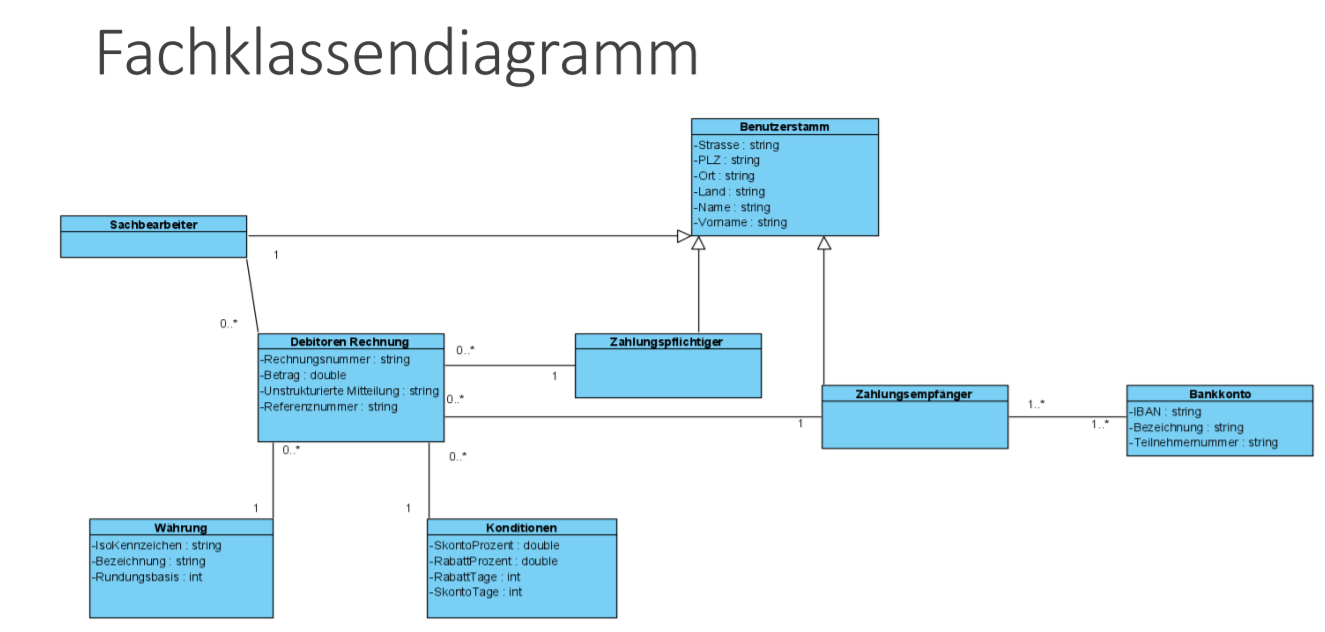 Fachklassendiagramm
Benutzerstamm
-Strasse : string
-PLZ : string
-Ort : string
-Land : string
-Name : string
-Vorname : string
Sachbearbeiter
1
0..*
Debitoren Rechnung
-Rechnungsnummer : string
-Betrag : double
-Unstrukturierte Mitteilung : string
-Referenznummer : string
0..*
1
Zahlungspflichtiger
0..*
1
Zahlungsempfänger
1..*
1..*
Bankkonto
-IBAN : string
-Bezeichnung : string
-Teilnehmernummer : string
0..*
1
0..*
1
Währung
-IsoKennzeichen : string
-Bezeichnung : string
-Rundungsbasis : int
Konditionen
-SkontoProzent : double
-RabattProzent : double
-RabattTage : int
-SkontoTage : int